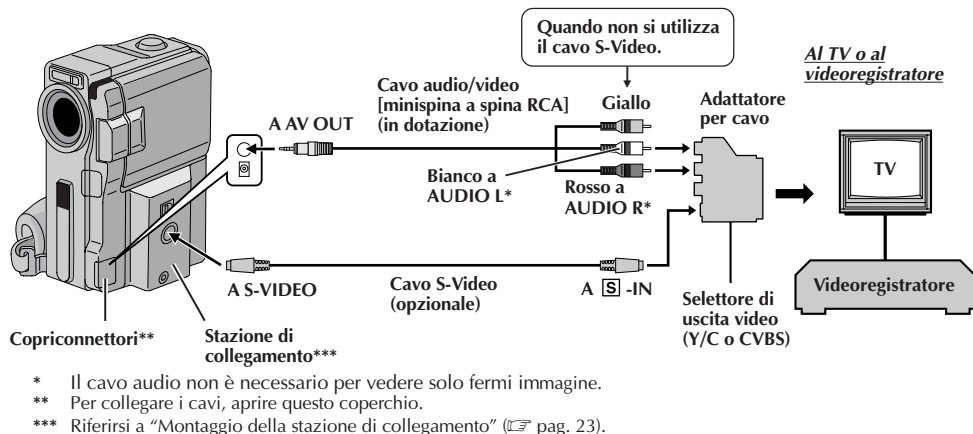 Quando non si utilizza
il cavo S-Video.
Al TV o al
videoregistratore
Cavo audio/video
[minispina a spina RCA]
(in dotazione)
Giallo
Adattatore
per cavo
A AV OUT
TV
Bianco a
AUDIO L*
Rosso a
AUDIO R*
A S-VIDEO
Cavo S-Video
(opzionale)
A S -IN
Selettore di
uscita video
(Y/C o CVBS)
Videoregistratore
Copriconnettori**
Stazione di
collegamento***
* Il cavo audio non è necessario per vedere solo fermi immagine.
** Per collegare i cavi, aprire questo coperchio.
*** Riferirsi a “Montaggio della stazione di collegamento” (☞ pag. 23).